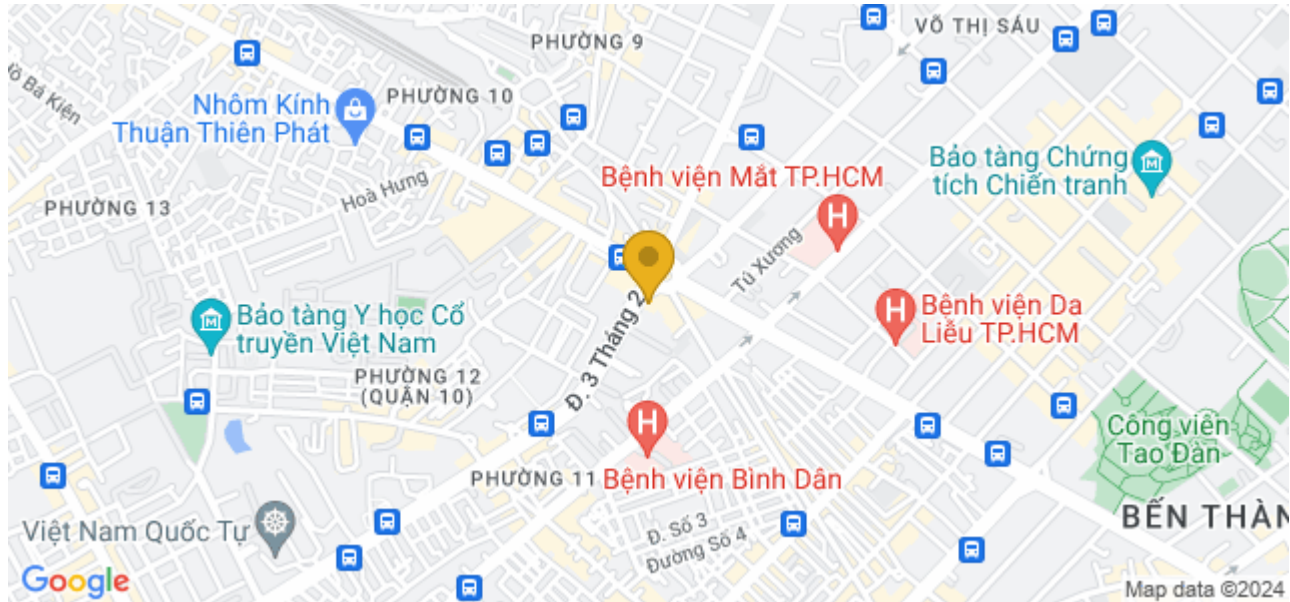 VÕ THỊ SÁU
PHƯỜNG 9
Bá Kiện
PHƯỜNG 10
Nhôm Kính
Thuận Thiên Phát
Bảo tàng Chứng
tích Chiến tranh
Bệnh viện Mắt TP.HCM
H
M
Hoà Hưng
PHƯỜNG 13
Tú Xương
Bảo tàng Y học Cổ
truyền Việt Nam
M
Đ. 3 Tháng 2
Bệnh viện Da
Liễu TP.HCM
H
PHƯỜNG 12
(QUẬN 10)
H
Công viên
Tao Đàn
PHƯỜNG 11
Bệnh viện Bình Dân
Việt Nam Quốc Tự
Đ. Số 3
Đường Số 4
BẾN THÀN
Google
Map data ©2024